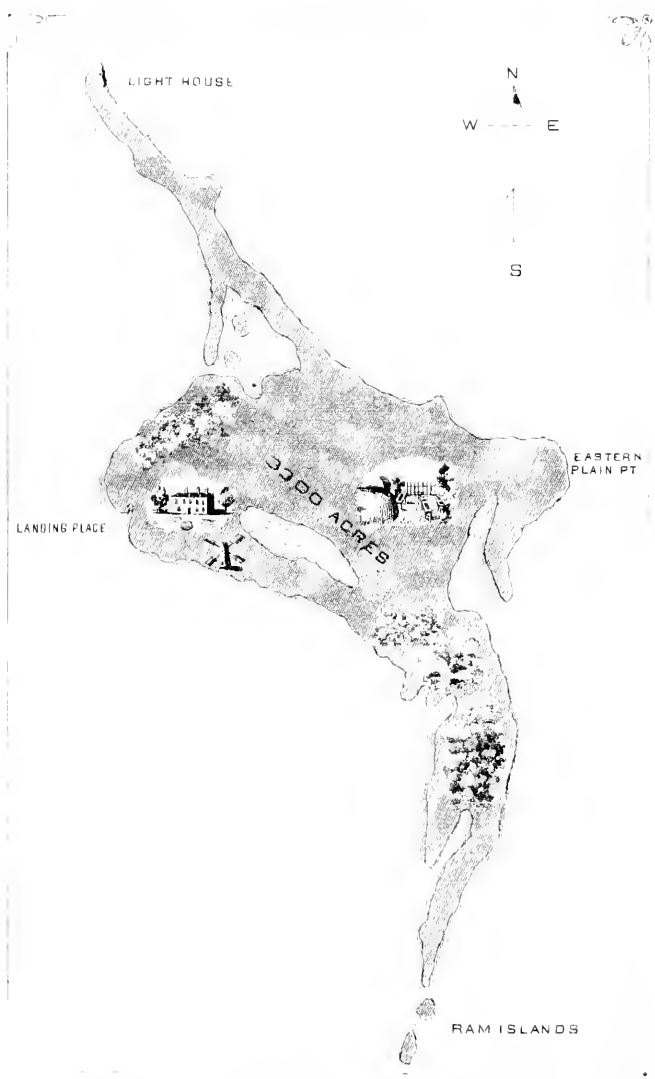 LIGHT HOUSE
N
W E
S
3300 ACRES
EASTERN
PLAIN PT
LANDING PLACE
RAM ISLANDS